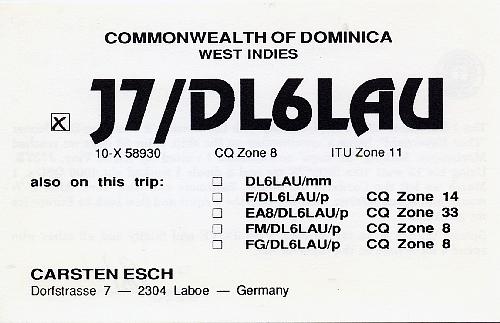 COMMONWEALTH OF DOMINICA
WEST INDIES
☒ J7/DL6LAU
10-X 58930 CQ Zone 8 ITU Zone 11
also on this trip: ☐ DL6LAU/mm
☐ F/DL6LAU/p CQ Zone 14
☐ EA8/DL6LAU/p CQ Zone 33
☐ FM/DL6LAU/p CQ Zone 8
☐ FG/DL6LAU/p CQ Zone 8
CARSTEN ESCH
Dorfstrasse 7 — 2304 Laboe — Germany